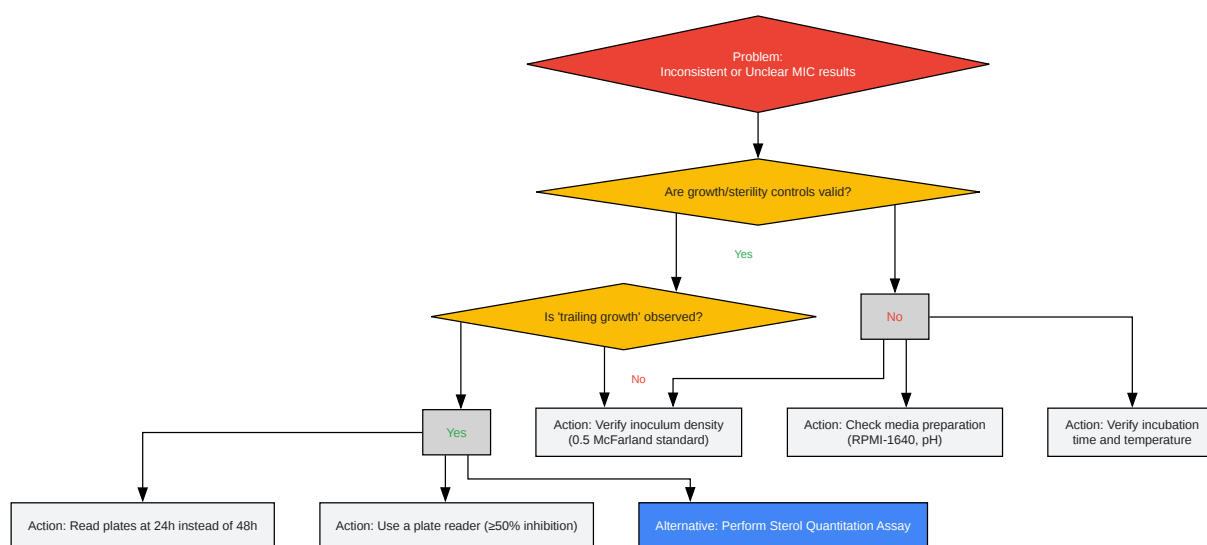 Problem:
Inconsistent or Unclear MIC results
Are growth/sterility controls valid?
Yes
Is 'trailing growth' observed?
No
No
Yes
Action: Verify inoculum density
(0.5 McFarland standard)
Action: Check media preparation
(RPMI-1640, pH)
Action: Verify incubation
time and temperature
Action: Read plates at 24h instead of 48h
Action: Use a plate reader (≥50% inhibition)
Alternative: Perform Sterol Quantitation Assay